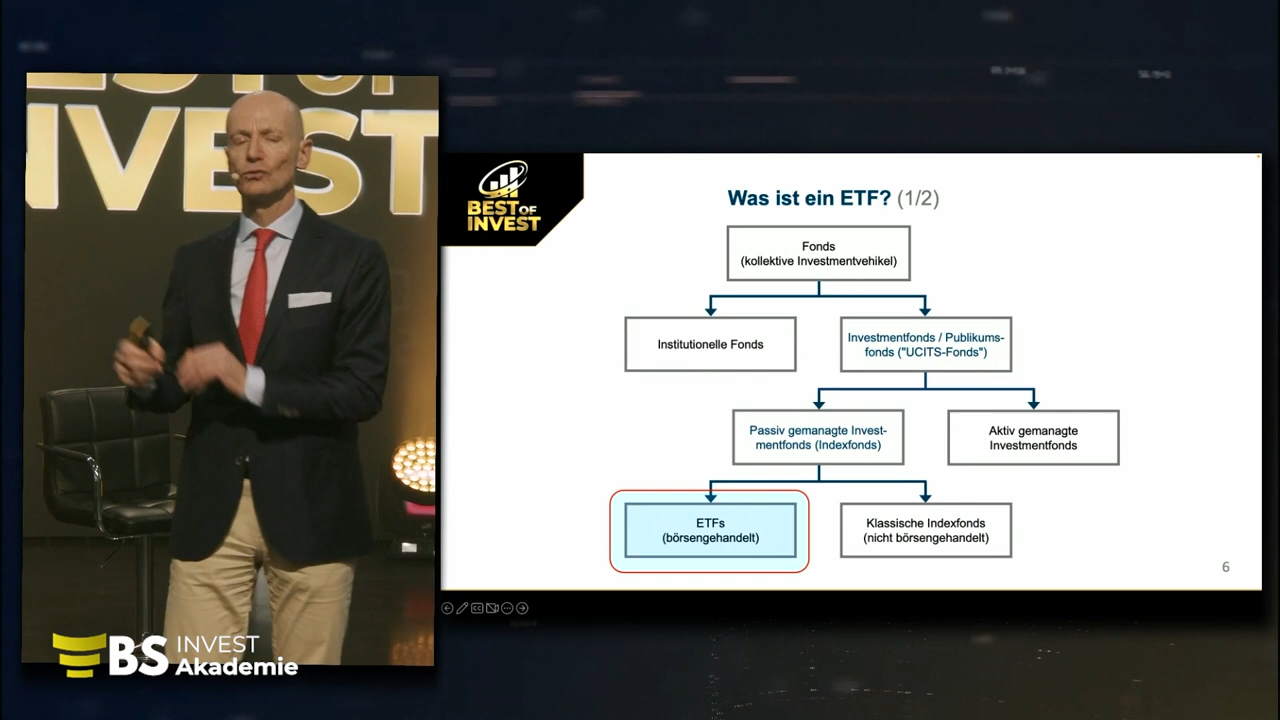 EST OF
INVEST
BS INVEST
Akademie
BEST OF
INVEST
Was ist ein ETF? (1/2)
Fonds
(kollektive Investmentvehikel)
Institutionelle Fonds
Investmentfonds / Publikums-
fonds ("UCITS-Fonds")
Passiv gemanagte Invest-
mentfonds (Indexfonds)
Aktiv gemanagte
Investmentfonds
ETFs
(börsengehandelt)
Klassische Indexfonds
(nicht börsengehandelt)
6